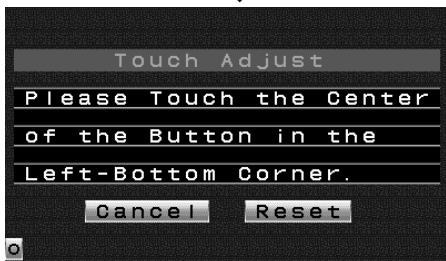 Touch Adjust
Please Touch the Center
of the Button in the
Left-Bottom Corner.
Cancel Reset